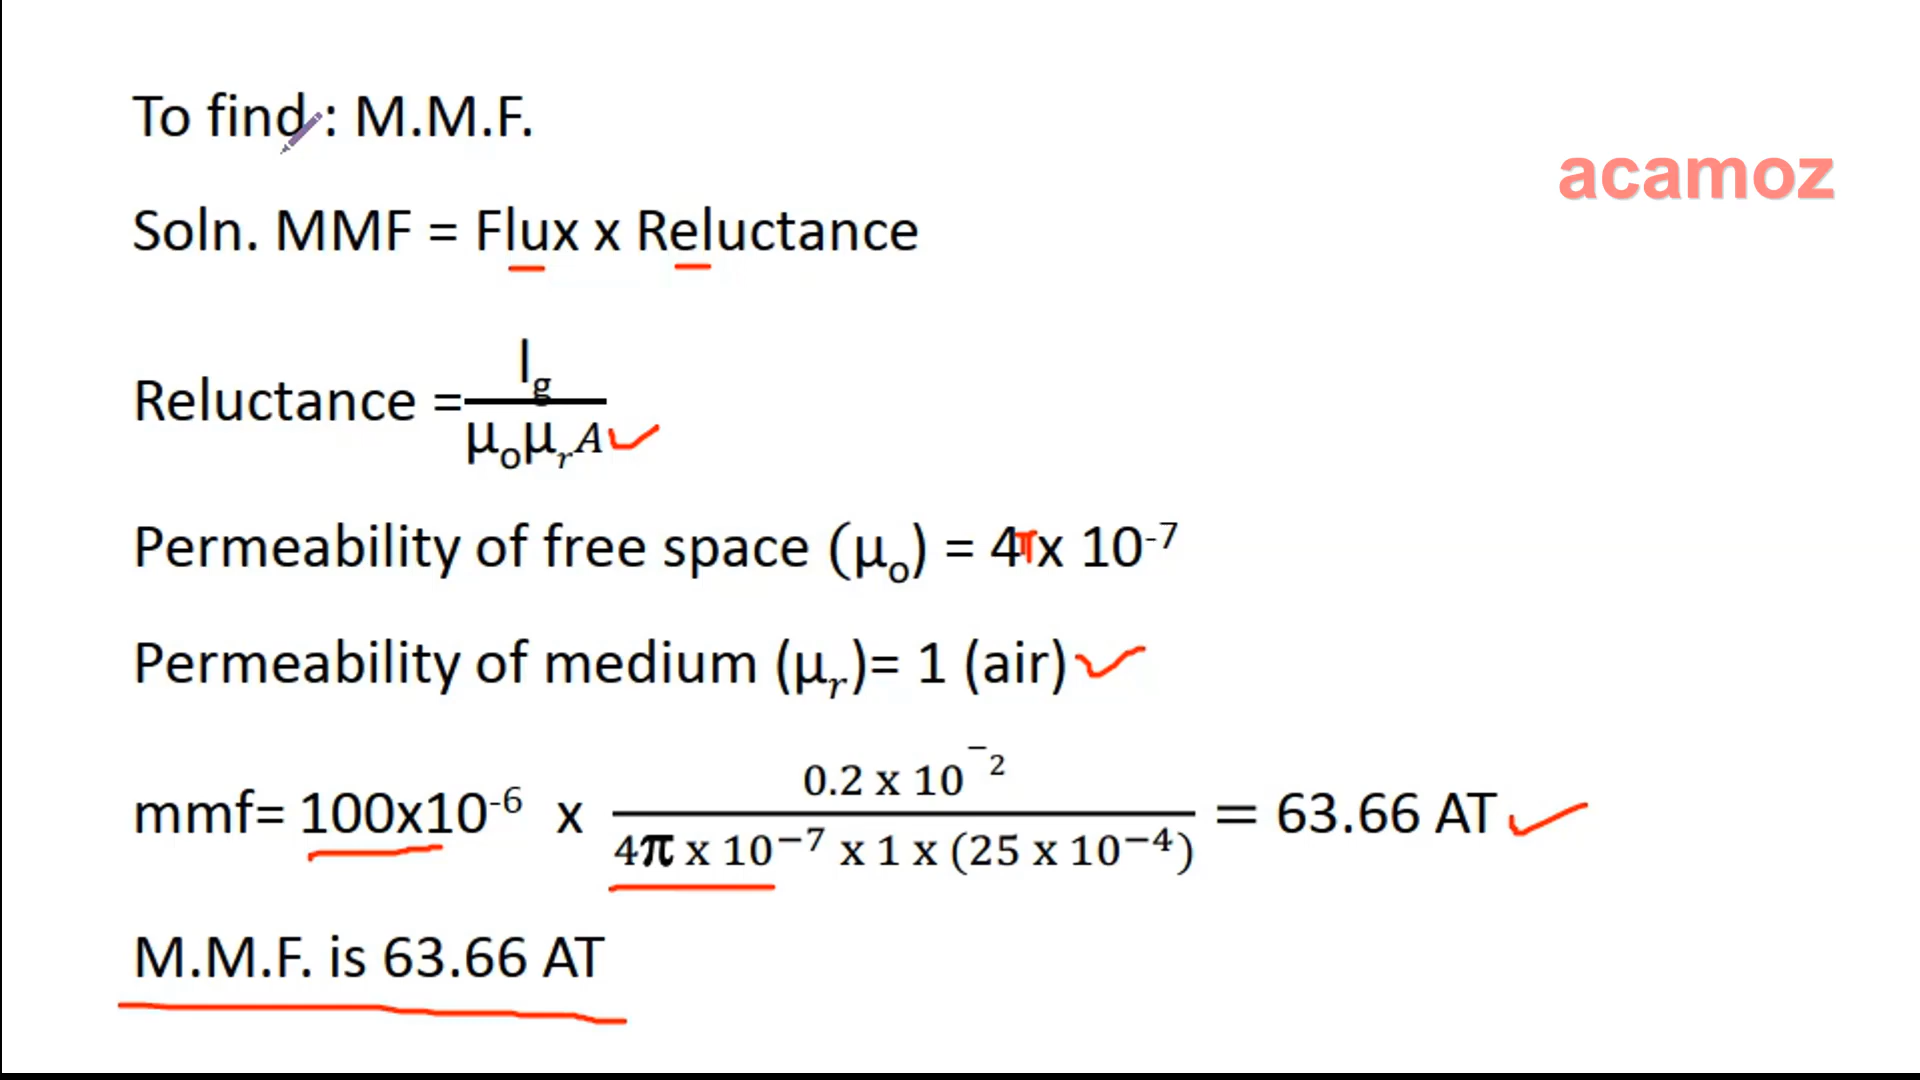 To find : M.M.F.
acamoz
Soln. MMF = Flux x Reluctance
Reluctance = l_g / μ_oμ_rA
Permeability of free space (μ_o) = 4π x 10^-7
Permeability of medium (μ_r)= 1 (air)
mmf= 100x10^-6 x 0.2 x 10^-2 / 4π x 10^−7 x 1 x (25 x 10^−4) = 63.66 AT
M.M.F. is 63.66 AT